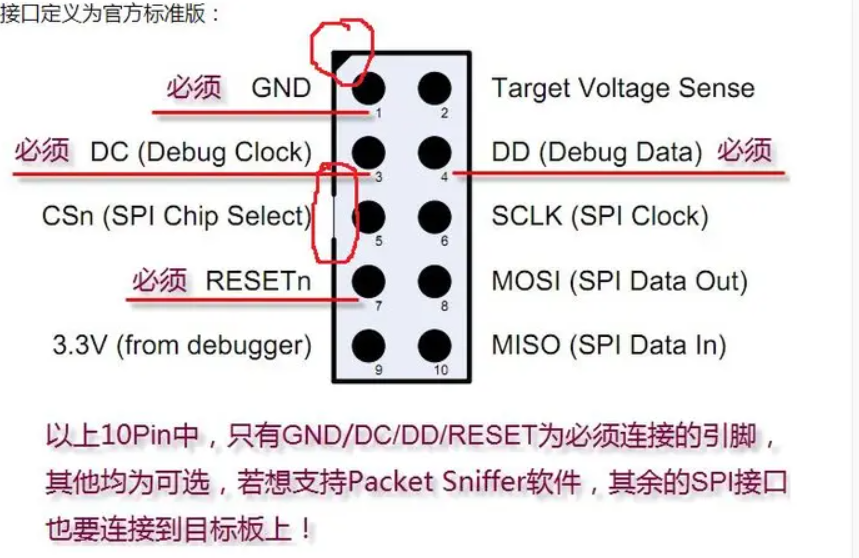 接口定义为官方标准版：
必须 GND 1 2 Target Voltage Sense
必须 DC (Debug Clock) 3 4 DD (Debug Data) 必须
CSn (SPI Chip Select) 5 6 SCLK (SPI Clock)
必须 RESETn 7 8 MOSI (SPI Data Out)
3.3V (from debugger) 9 10 MISO (SPI Data In)
以上10Pin中，只有GND/DC/DD/RESET为必须连接的引脚，
其他均为可选，若想支持Packet Sniffer软件，其余的SPI接口
也要连接到目标板上！